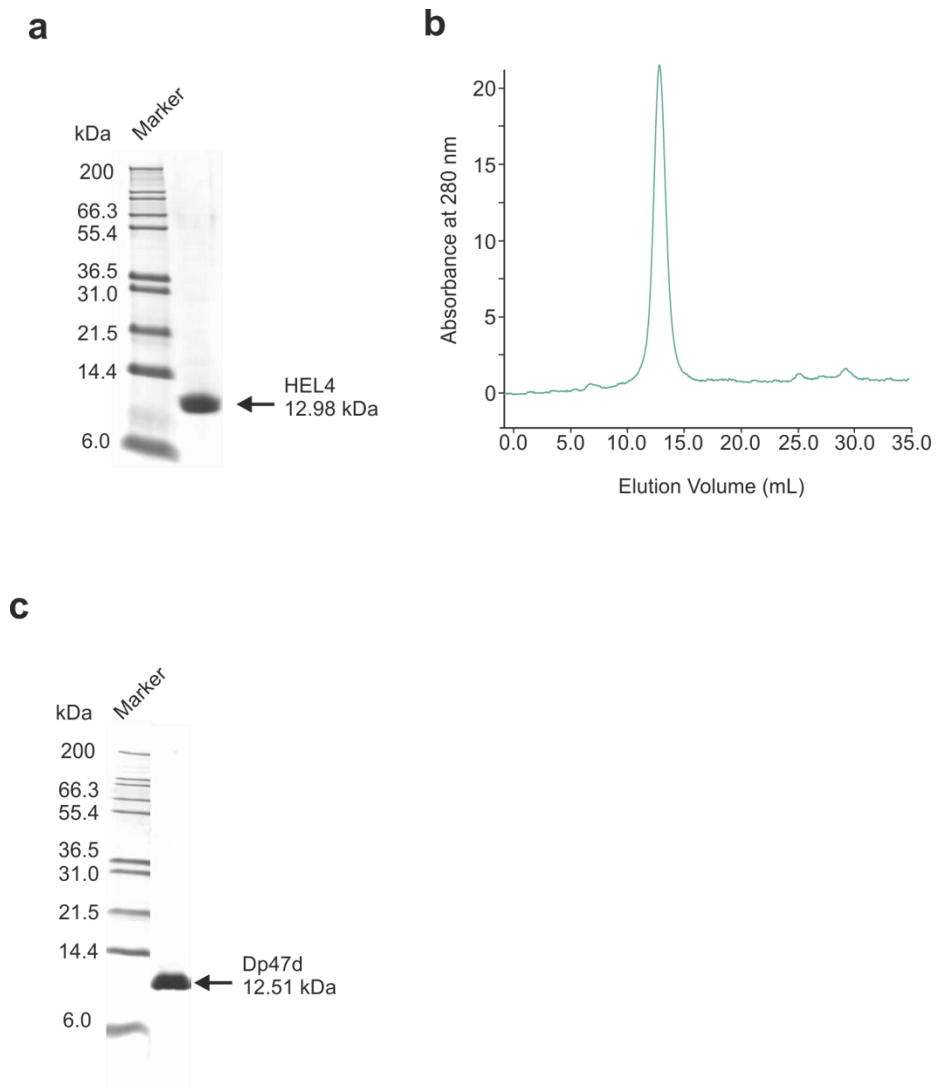 a
kDa
Marker
200
66.3
55.4
36.5
31.0
21.5
14.4
6.0
HEL4
12.98 kDa
b
Absorbance at 280 nm
20
15
10
5
0
0.0 5.0 10.0 15.0 20.0 25.0 30.0 35.0
Elution Volume (mL)
c
kDa
Marker
200
66.3
55.4
36.5
31.0
21.5
14.4
6.0
Dp47d
12.51 kDa